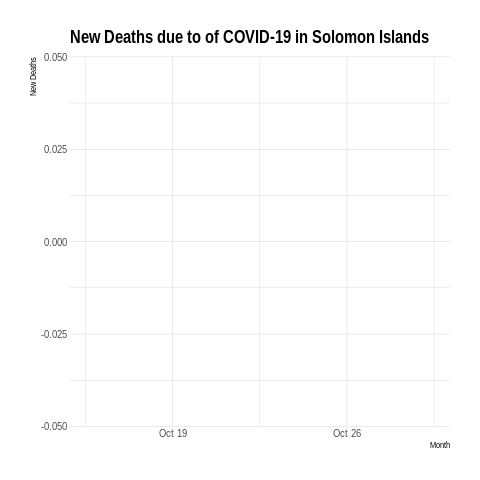 New Deaths due to of COVID-19 in Solomon Islands
New Deaths
0.050
0.025
0.000
-0.025
-0.050
Oct 19 Oct 26
Month